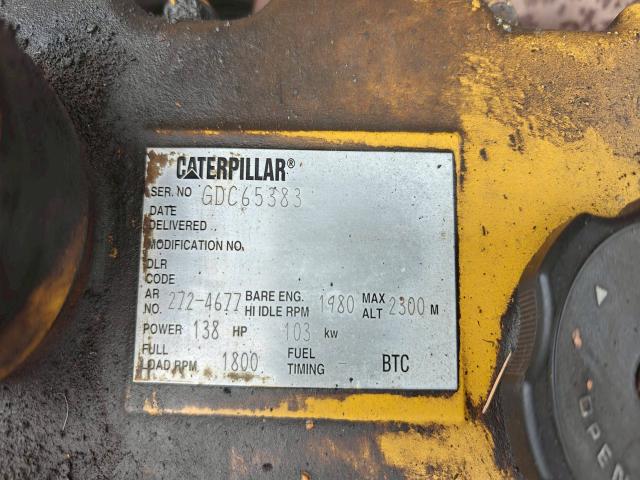 CATERPILLAR®
SER. NO GDC65383
DATE
DELIVERED
MODIFICATION NO.
DLR
CODE
AR
NO. 272-4677 BARE ENG. HI IDLE RPM 1980 MAX ALT 2300 M
POWER 138 HP 103 kw
FULL
LOAD RPM 1800 FUEL TIMING - BTC
OPEN